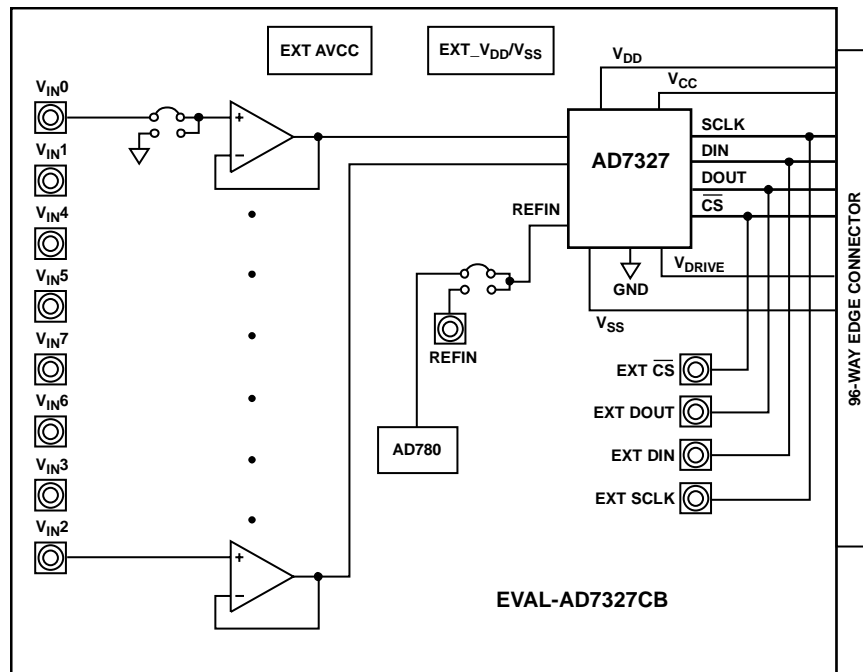 EXT AVCC
EXT_VDD/VSS
VIN0
VIN1
VIN4
VIN5
VIN7
VIN6
VIN3
VIN2
+
–
AD7327
VDD
VCC
SCLK
DIN
DOUT
CS
VDRIVE
GND
VSS
REFIN
REFIN
AD780
EXT CS
EXT DOUT
EXT DIN
EXT SCLK
+
–
EVAL-AD7327CB
96-WAY EDGE CONNECTOR